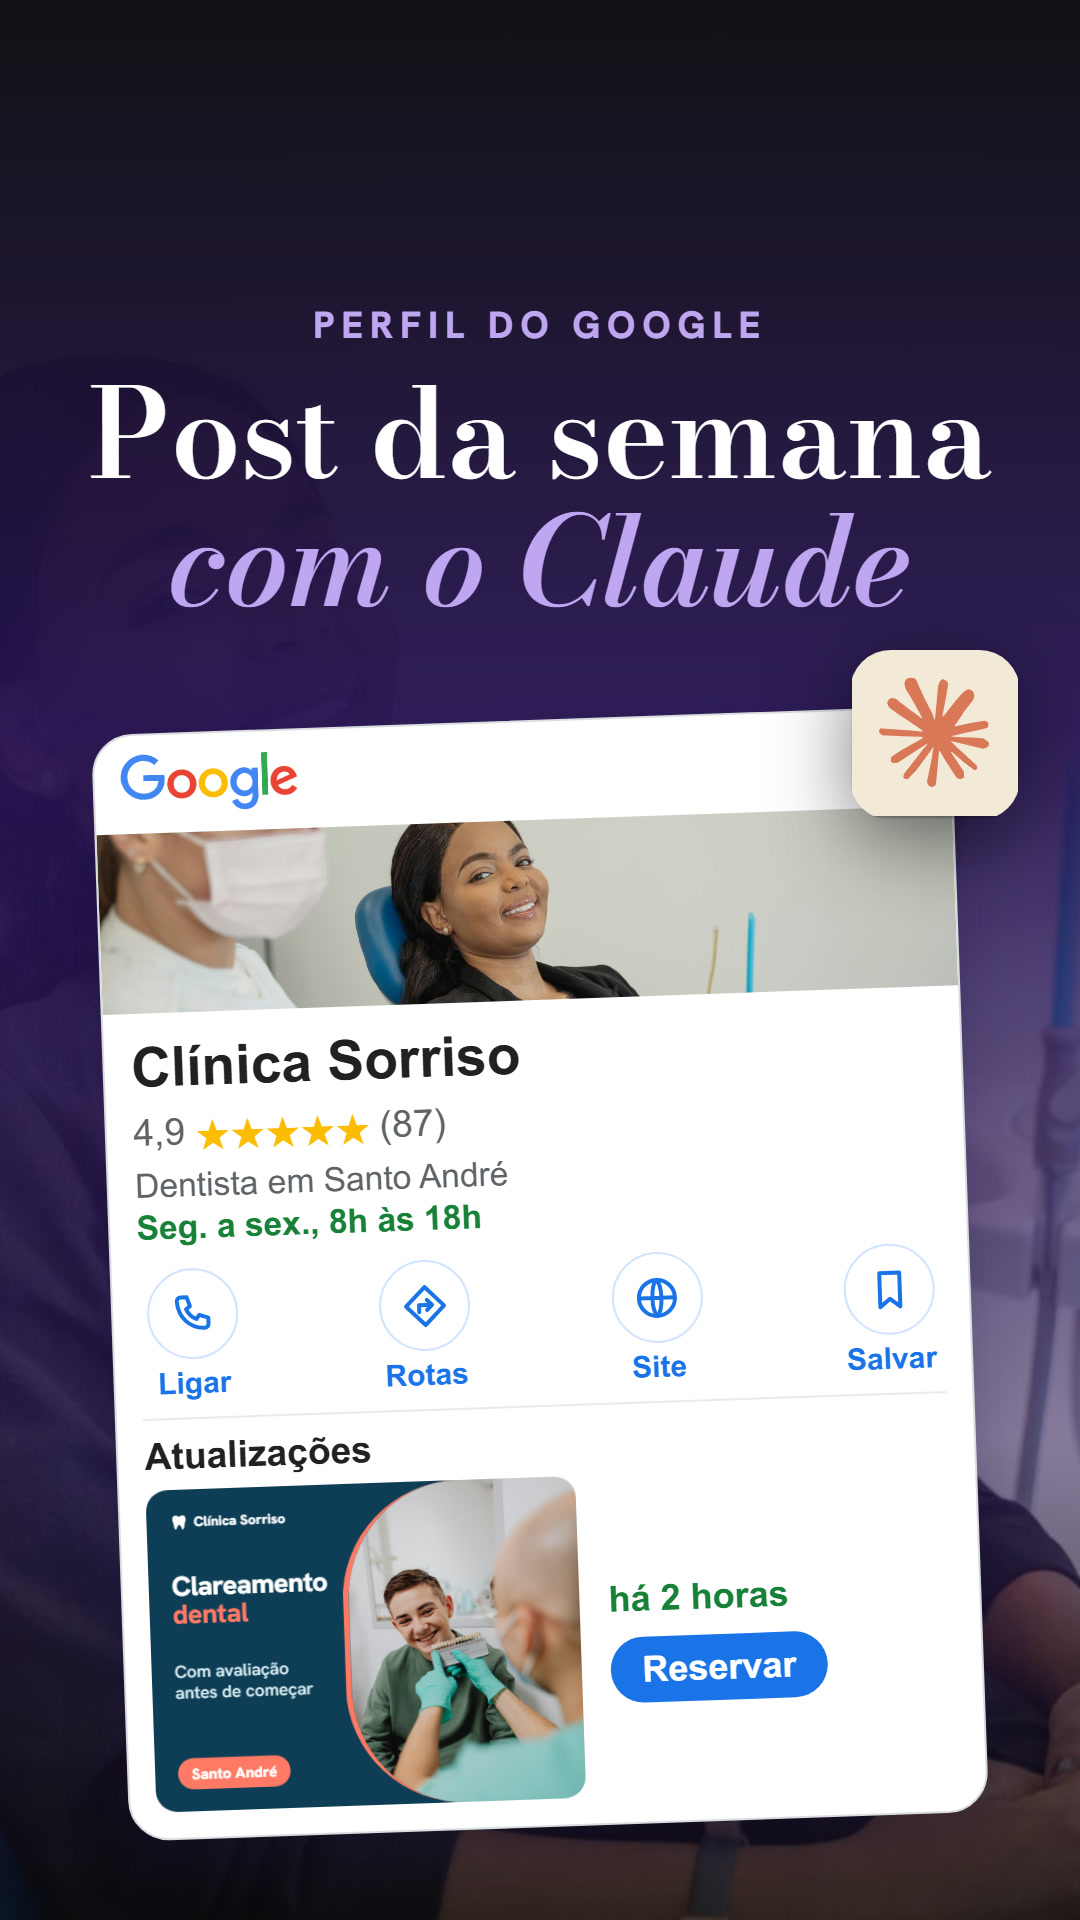 PERFIL DO GOOGLE
Post da semana
com o Claude
Google
Clínica Sorriso
4,9 ★★★★★ (87)
Dentista em Santo André
Seg. a sex., 8h às 18h
Ligar
Rotas
Site
Salvar
Atualizações
Clínica Sorriso
Clareamento
dental
Com avaliação
antes de começar
Santo André
há 2 horas
Reservar